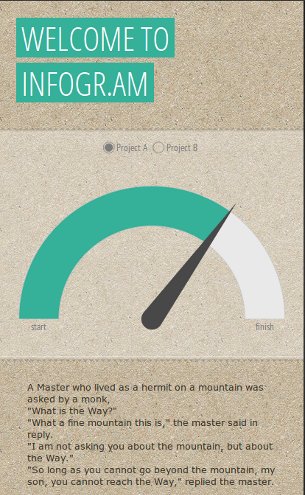 WELCOME TO
INFOGR.AM
Project A Project B
start finish
A Master who lived as a hermit on a mountain was
asked by a monk,
"What is the Way?"
"What a fine mountain this is," the master said in
reply.
"I am not asking you about the mountain, but about
the Way."
"So long as you cannot go beyond the mountain, my
son, you cannot reach the Way," replied the master.